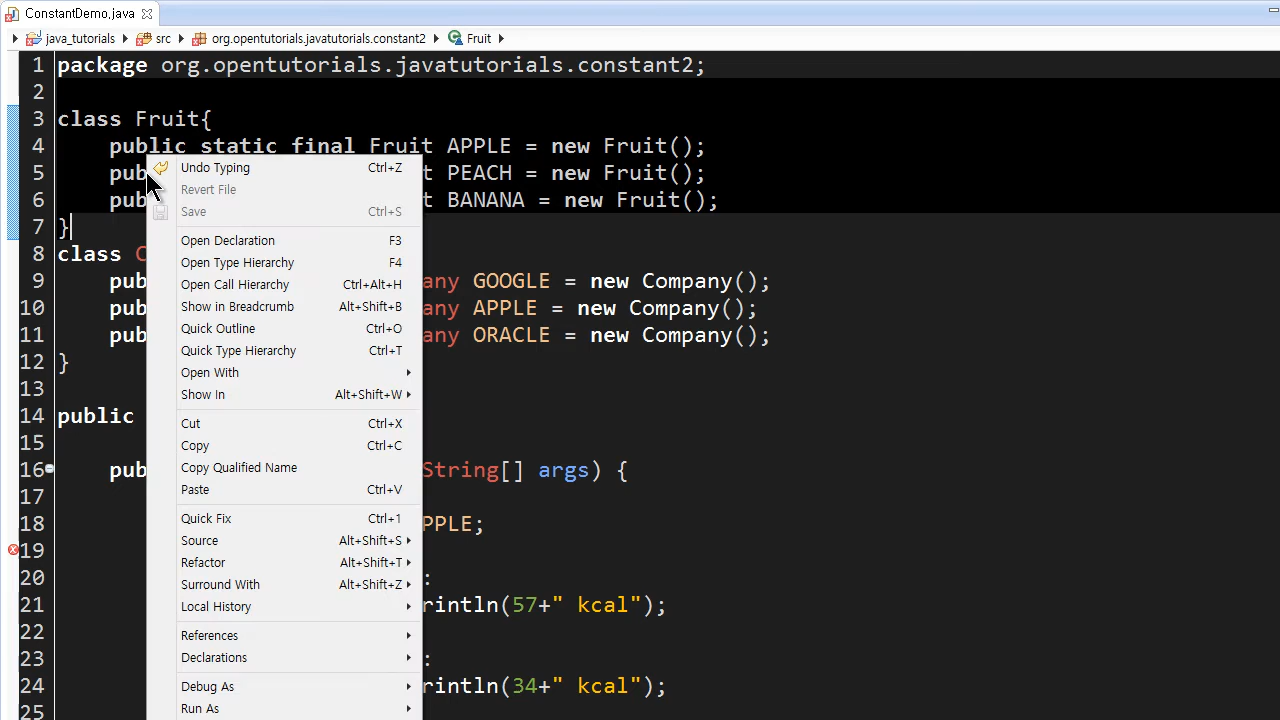 ConstantDemo.java
java_tutorials src org.opentutorials.javatutorials.constant2 Fruit
1 package org.opentutorials.javatutorials.constant2;
2
3 class Fruit{
4 public static final Fruit APPLE = new Fruit();
5 pub t PEACH = new Fruit();
6 pub t BANANA = new Fruit();
7 }
8 class C
9 pub any GOOGLE = new Company();
10 pub any APPLE = new Company();
11 pub any ORACLE = new Company();
12 }
13
14 public
15
16 pub String[] args) {
17
18 PPLE;
19
20 :
21 rintln(57+" kcal");
22
23 :
24 rintln(34+" kcal");
25
Undo Typing Ctrl+Z
Revert File
Save Ctrl+S
Open Declaration F3
Open Type Hierarchy F4
Open Call Hierarchy Ctrl+Alt+H
Show in Breadcrumb Alt+Shift+B
Quick Outline Ctrl+O
Quick Type Hierarchy Ctrl+T
Open With
Show In Alt+Shift+W
Cut Ctrl+X
Copy Ctrl+C
Copy Qualified Name
Paste Ctrl+V
Quick Fix Ctrl+1
Source Alt+Shift+S
Refactor Alt+Shift+T
Surround With Alt+Shift+Z
Local History
References
Declarations
Debug As
Run As